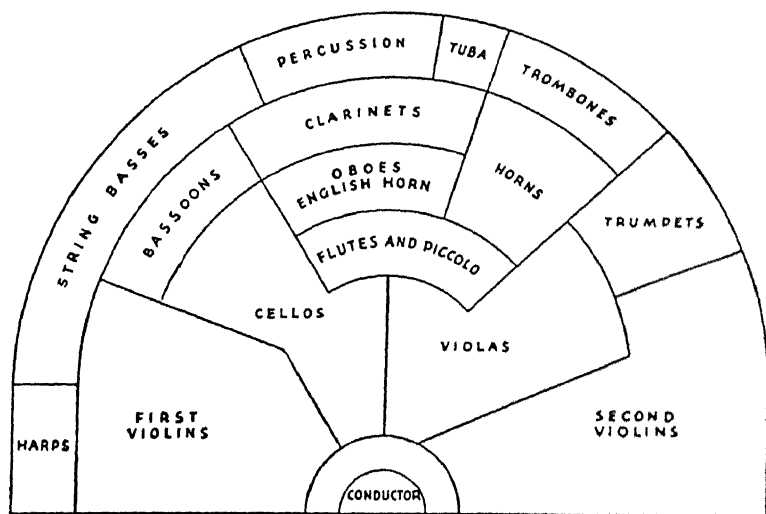 PERCUSSION
TUBA
TROMBONES
CLARINETS
STRING BASSES
BASSOONS
OBOES
ENGLISH HORN
HORNS
TRUMPETS
FLUTES AND PICCOLO
CELLOS
VIOLAS
FIRST
VIOLINS
SECOND
VIOLINS
HARPS
CONDUCTOR